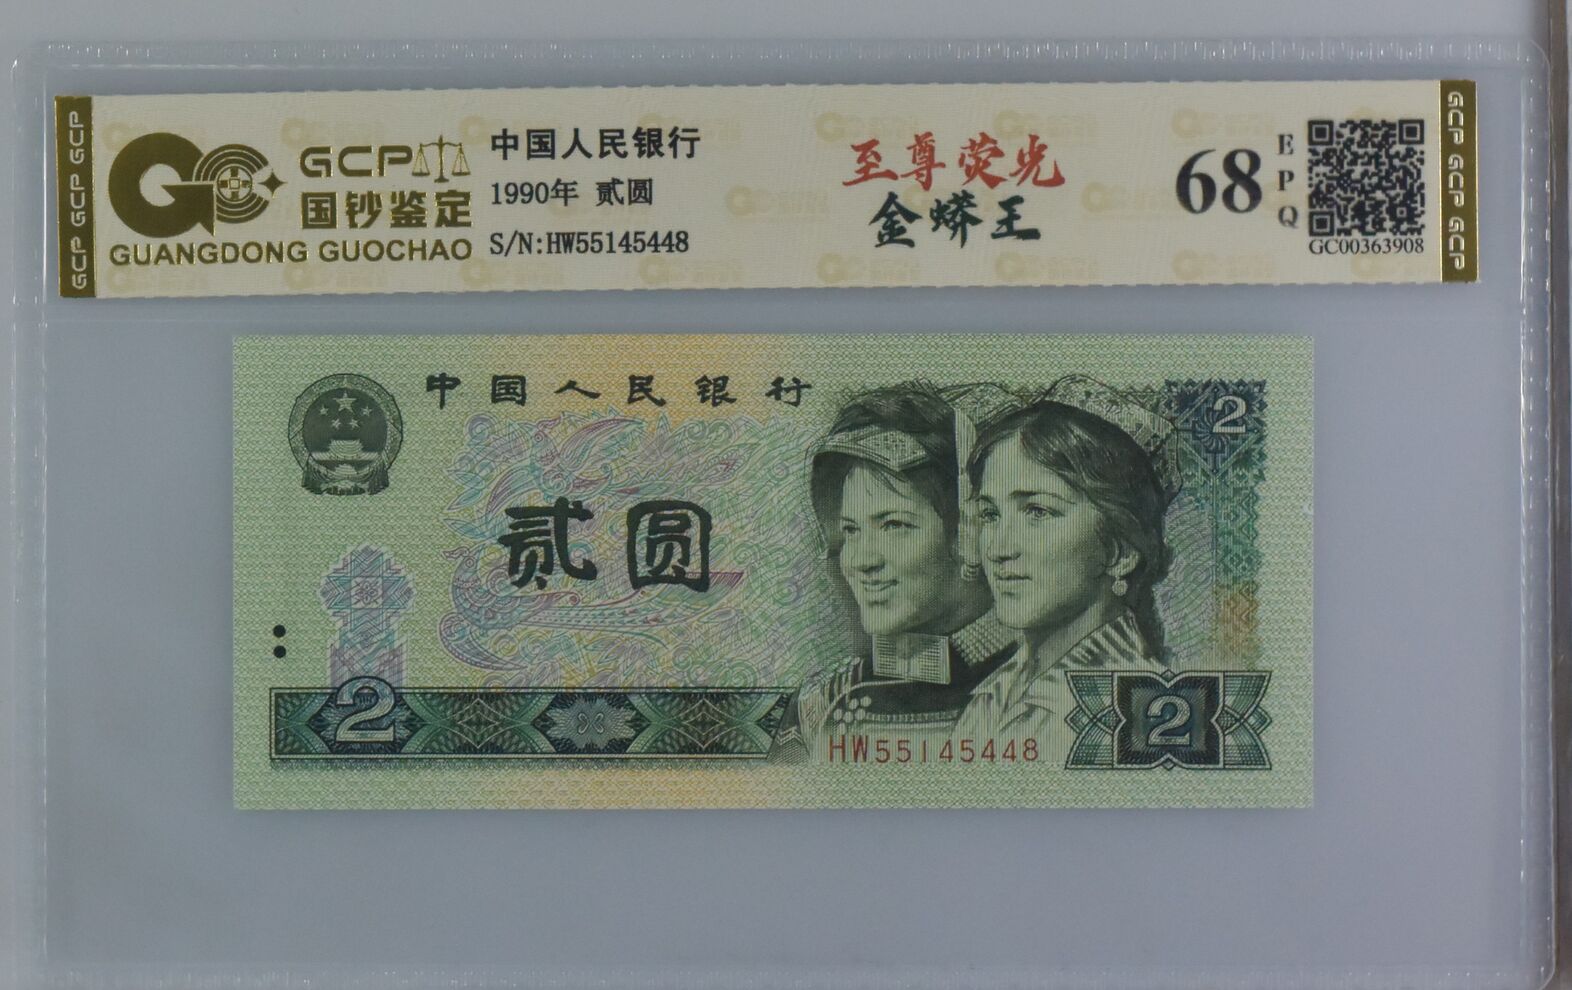 GCP GCP GCP
GCP
国钞鉴定
GUANGDONG GUOCHAO
中国人民银行
1990年 贰圆
S/N:HW55145448
至尊荧光
金蟒王
68
EPQ
GC00363908
GCP GCP GCP GCP
中国人民银行
2
贰圆
2
HW55145448
2